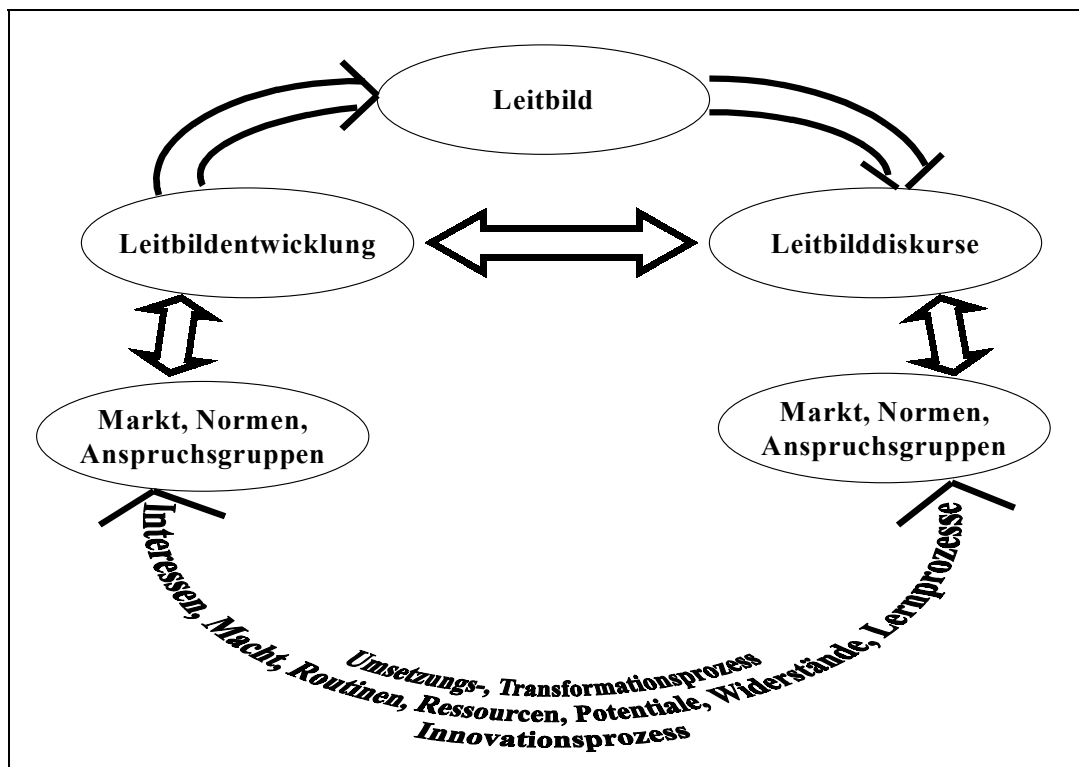 Leitbild
Leitbildentwicklung
Leitbilddiskurse
Markt, Normen,
Anspruchsgruppen
Markt, Normen,
Anspruchsgruppen
Umsetzungs-, Transformationsprozess
Interessen, Macht, Routinen, Ressourcen, Potentiale, Widerstände, Lernprozesse
Innovationsprozess